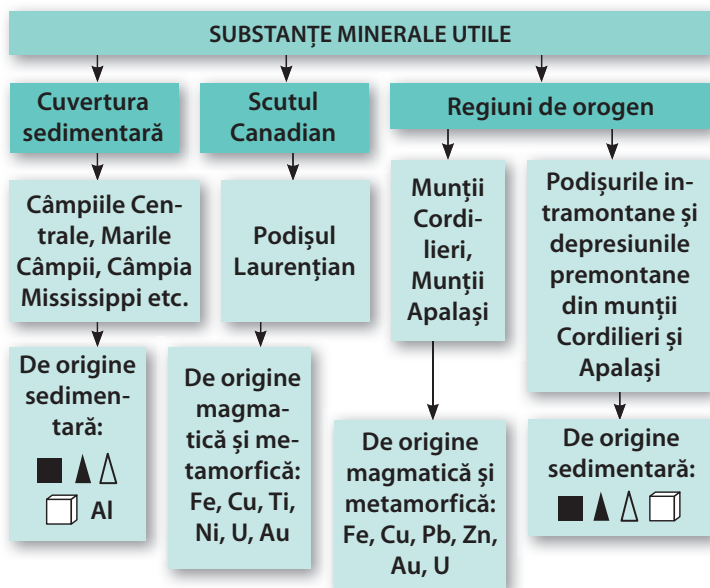 SUBSTANȚE MINERALE UTILE
Cuvertura
sedimentară
Scutul
Canadian
Regiuni de orogen
Câmpiile Cen-
trale, Marile
Câmpii, Câmpia
Mississippi etc.
Podișul
Laurențian
Munții
Cordi-
lieri,
Munții
Apalași
Podișurile in-
tramontane și
depresiunile
premontane
din munții
Cordilieri și
Apalași
De origine
sedimen-
tară:
Al
De origine
magma-
tică și me-
tamorfică:
Fe, Cu, Ti,
Ni, U, Au
De origine
magmatică și
metamorfică:
Fe, Cu, Pb, Zn,
Au, U
De origine
sedimentară: